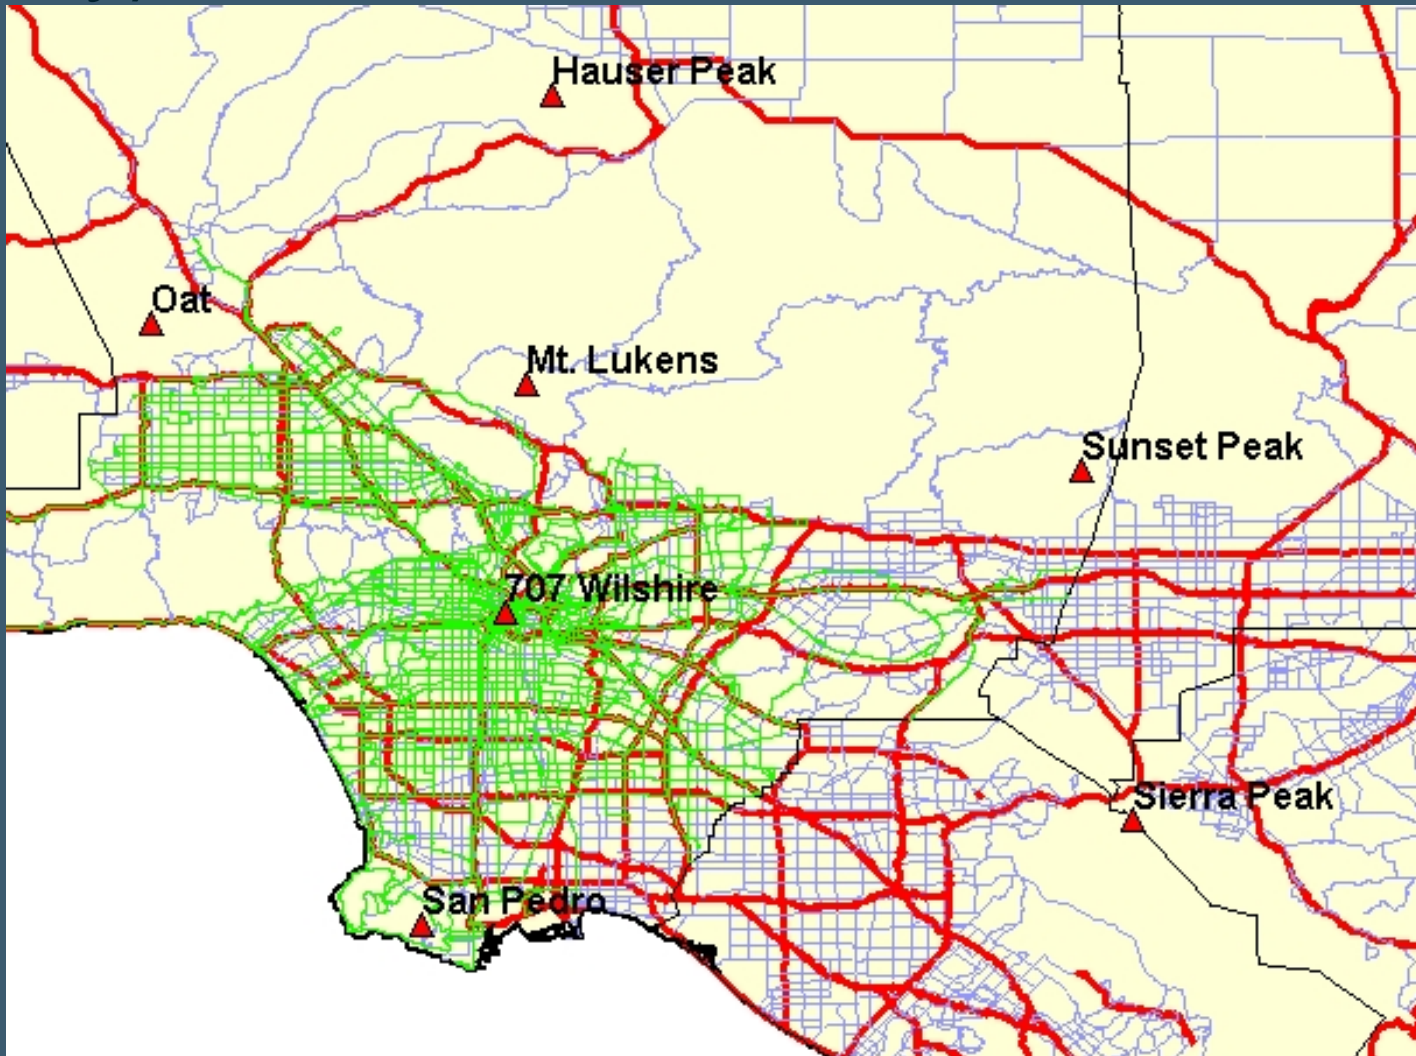 Hauser Peak
Oat
Mt. Lukens
Sunset Peak
707 Wilshire
Sierra Peak
San Pedro